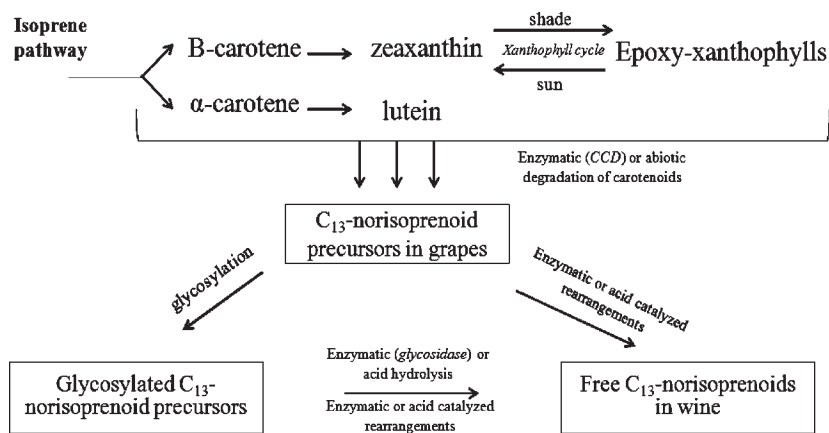 Isoprene
pathway
B-carotene
zeaxanthin
shade
Xanthophyll cycle
sun
Epoxy-xanthophylls
α-carotene
lutein
Enzymatic (CCD) or abiotic
degradation of carotenoids
C₁₃-norisoprenoid
precursors in grapes
glycosylation
Enzymatic or acid catalyzed
rearrangements
Glycosylated C₁₃-
norisoprenoid precursors
Enzymatic (glycosidase) or
acid hydrolysis
Enzymatic or acid catalyzed
rearrangements
Free C₁₃-norisoprenoids
in wine